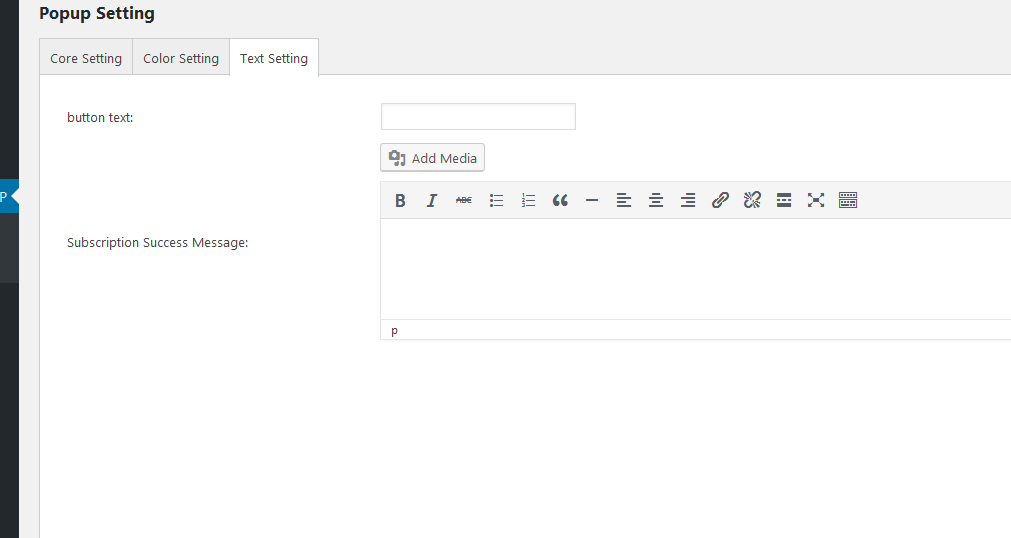 Popup Setting
Core Setting
Color Setting
Text Setting
button text:
Add Media
P
B I ABC
Subscription Success Message:
p